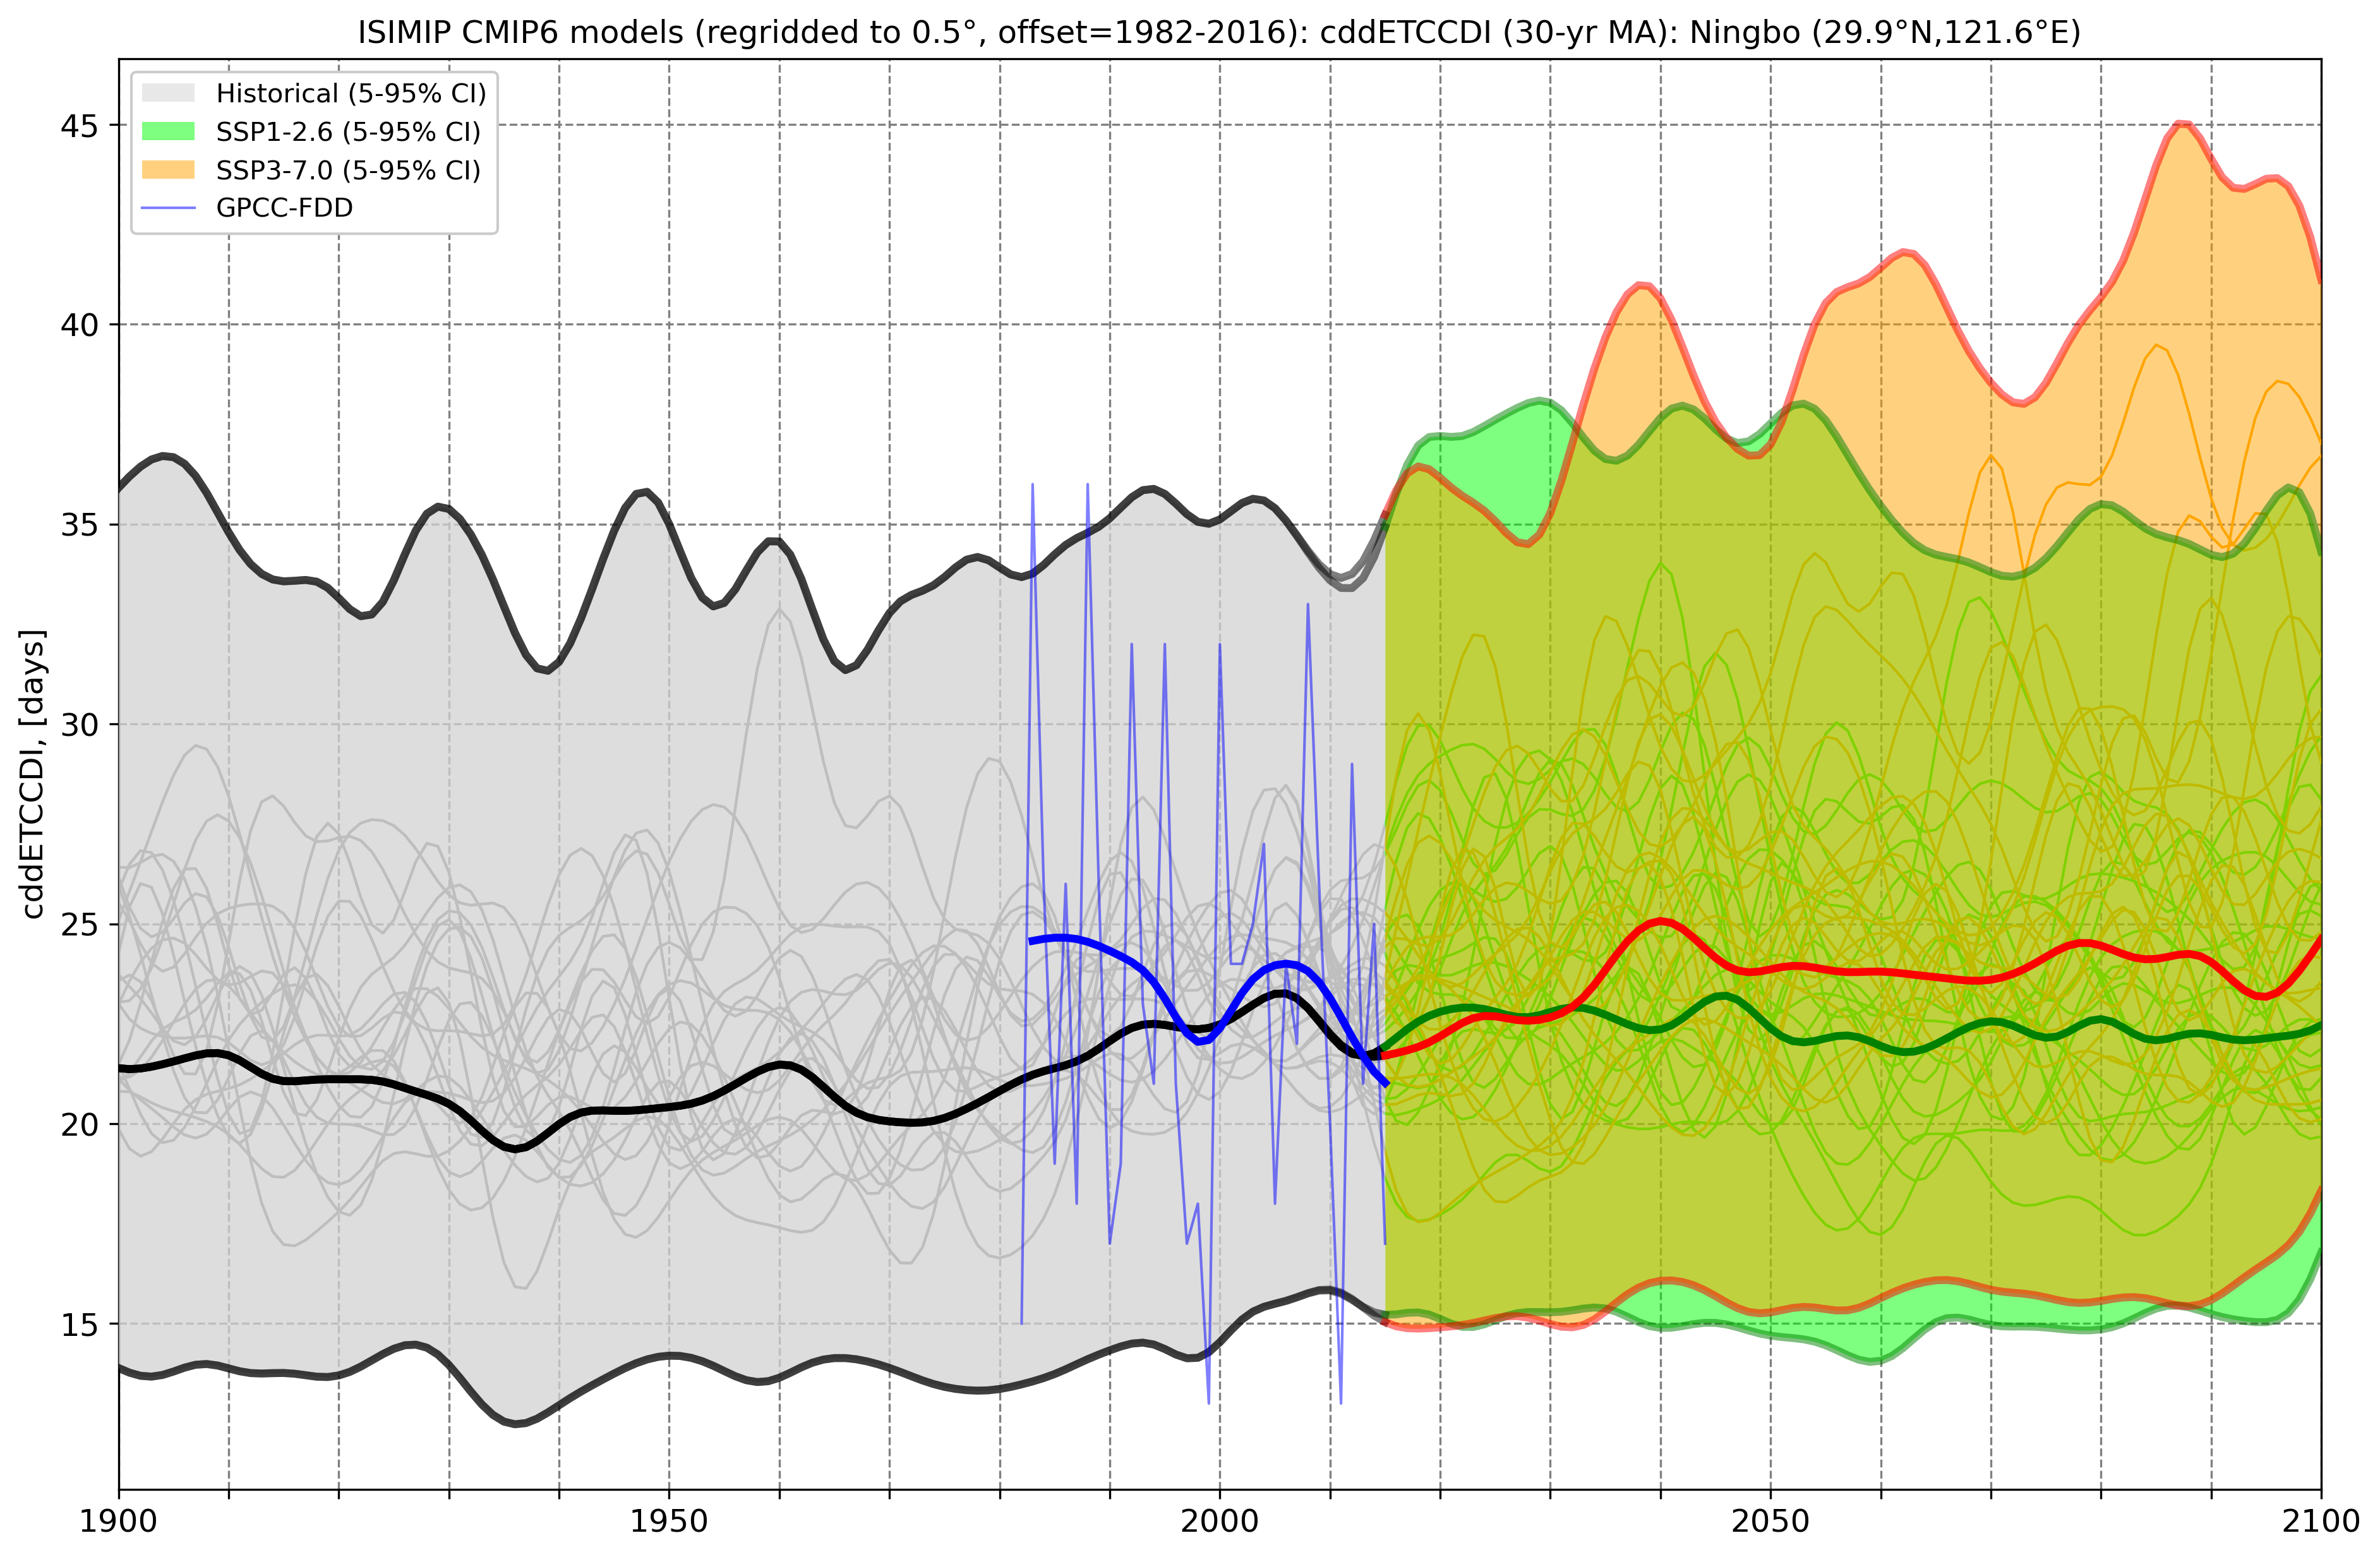 ISIMIP CMIP6 models (regridded to 0.5°, offset=1982-2016): cddETCCDI (30-yr MA): Ningbo (29.9°N,121.6°E)
Historical (5-95% CI)
SSP1-2.6 (5-95% CI)
SSP3-7.0 (5-95% CI)
GPCC-FDD
cddETCCDI, [days]
45
40
35
30
25
20
15
1900
1950
2000
2050
2100